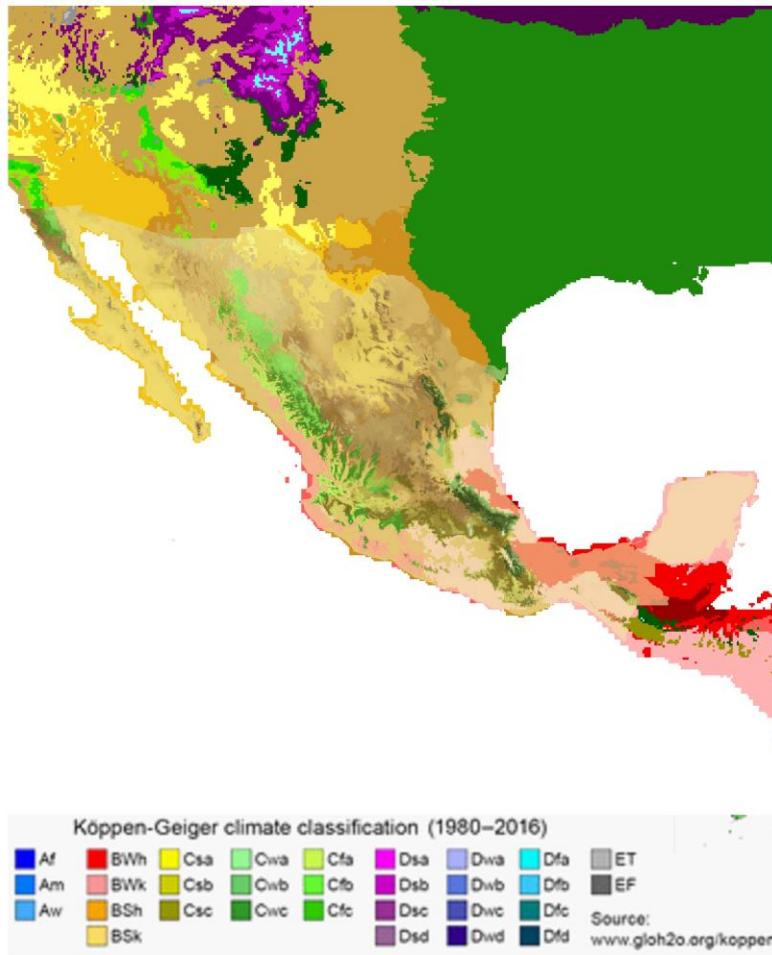 Köppen-Geiger climate classification (1980–2016)
Af BWh Csa Cwa Cfa Dsa Dwa Dfa ET
Am BWk Csb Cwb Cfb Dsb Dwb Dfb EF
Aw BSh Csc Cwc Cfc Dsc Dwc Dfc Source:
BSk Dsd Dwd Dfd www.gloh2o.org/koppen